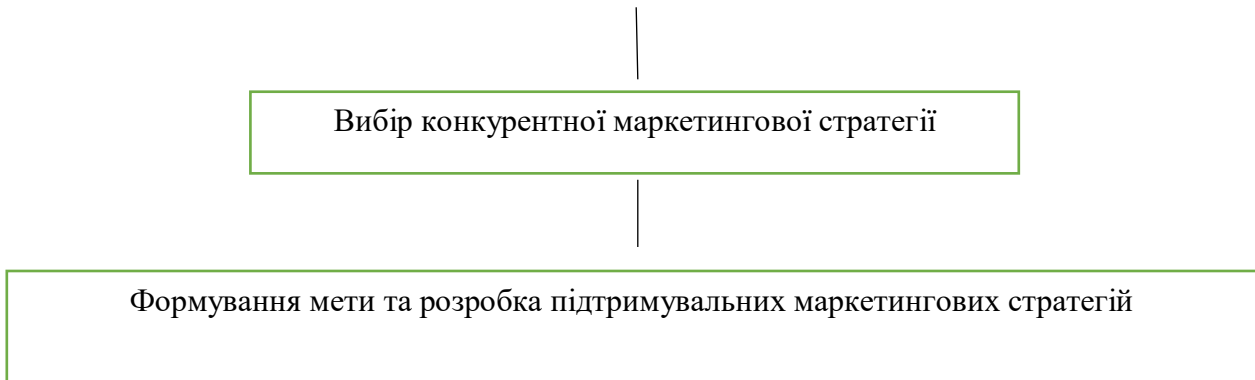 Вибір конкурентної маркетингової стратегії
Формування мети та розробка підтримувальних маркетингових стратегій